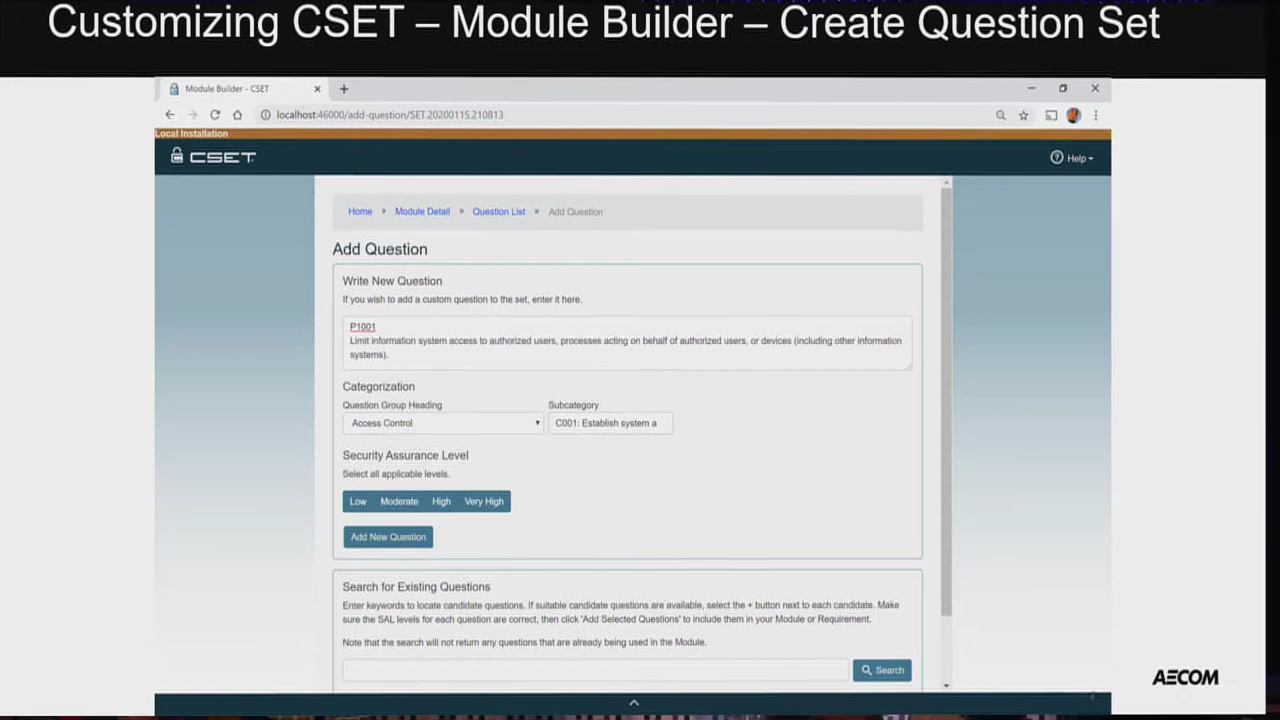 Customizing CSET – Module Builder – Create Question Set
Module Builder - CSET
localhost:46000/add-question/SET.20200115.210813
Local Installation
CSET
Help
Home » Module Detail » Question List » Add Question
Add Question
Write New Question
If you wish to add a custom question to the set, enter it here.
P1001
Limit information system access to authorized users, processes acting on behalf of authorized users, or devices (including other information
systems).
Categorization
Question Group Heading Subcategory
Access Control C001: Establish system a
Security Assurance Level
Select all applicable levels.
Low Moderate High Very High
Add New Question
Search for Existing Questions
Enter keywords to locate candidate questions. If suitable candidate questions are available, select the + button next to each candidate. Make
sure the SAL levels for each question are correct, then click 'Add Selected Questions' to include them in your Module or Requirement.
Note that the search will not return any questions that are already being used in the Module.
Search
AECOM